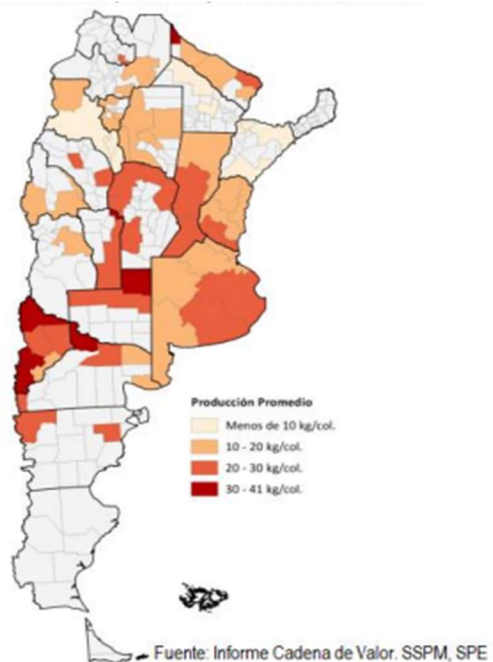 Producción Promedio
Menos de 10 kg/col.
10 - 20 kg/col.
20 - 30 kg/col.
30 - 41 kg/col.
Fuente: Informe Cadena de Valor. SSPM, SPE